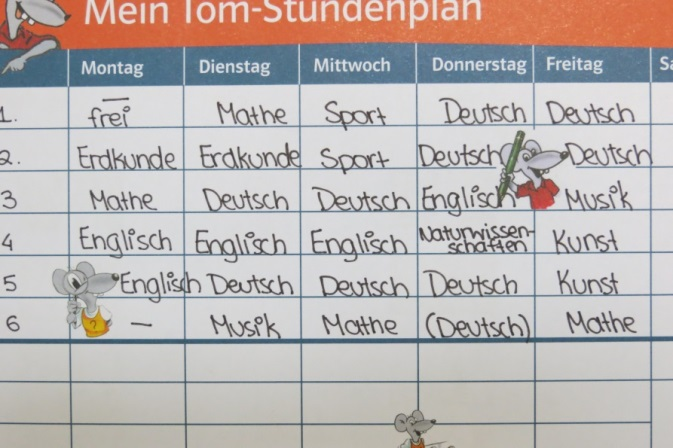 Mein Tom-Stundenplan
Montag Dienstag Mittwoch Donnerstag Freitag Sa
1. frei Mathe Sport Deutsch Deutsch
2. Erdkunde Erdkunde Sport Deutsch Deutsch
3 Mathe Deutsch Deutsch Englisch Musik
4 Englisch Englisch Englisch Naturwissen-
schaften Kunst
5 Englisch Deutsch Deutsch Deutsch Kunst
6 — Musik Mathe (Deutsch) Mathe
?